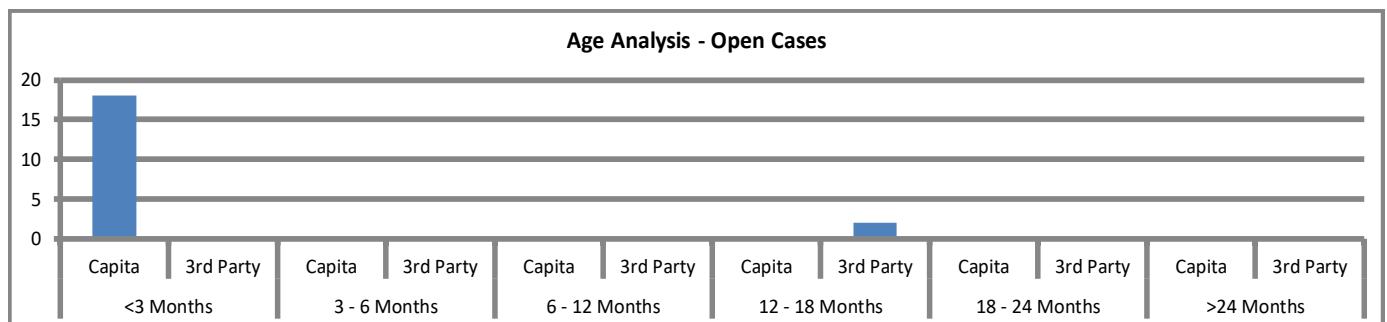 Age Analysis - Open Cases
20
15
10
5
0
Capita 3rd Party Capita 3rd Party Capita 3rd Party Capita 3rd Party Capita 3rd Party Capita 3rd Party
<3 Months 3 - 6 Months 6 - 12 Months 12 - 18 Months 18 - 24 Months >24 Months